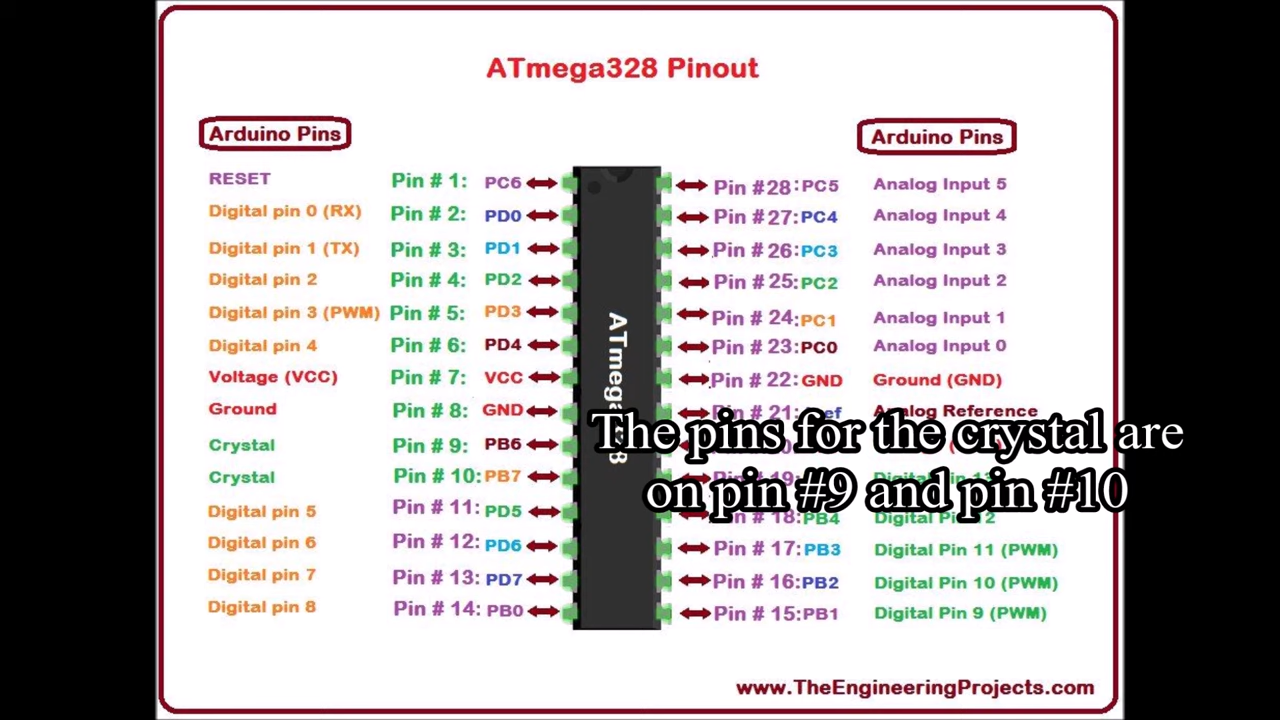 ATmega328 Pinout
Arduino Pins
Arduino Pins
RESET Pin # 1: PC6 Pin #28: PC5 Analog Input 5
Digital pin 0 (RX) Pin # 2: PD0 Pin #27: PC4 Analog Input 4
Digital pin 1 (TX) Pin # 3: PD1 Pin # 26: PC3 Analog Input 3
Digital pin 2 Pin # 4: PD2 Pin # 25: PC2 Analog Input 2
Digital pin 3 (PWM) Pin # 5: PD3 Pin # 24: PC1 Analog Input 1
Digital pin 4 Pin # 6: PD4 Pin # 23: PC0 Analog Input 0
Voltage (VCC) Pin # 7: VCC Pin # 22: GND Ground (GND)
Ground Pin # 8: GND Pin # 21: Analog Reference
Crystal Pin # 9: PB6
Crystal Pin # 10: PB7
Digital pin 5 Pin # 11: PD5 Pin # 18: PB4 Digital Pin 12
Digital pin 6 Pin # 12: PD6 Pin # 17: PB3 Digital Pin 11 (PWM)
Digital pin 7 Pin # 13: PD7 Pin # 16: PB2 Digital Pin 10 (PWM)
Digital pin 8 Pin # 14: PB0 Pin # 15: PB1 Digital Pin 9 (PWM)
ATmega328
The pins for the crystal are
on pin #9 and pin #10
www.TheEngineeringProjects.com